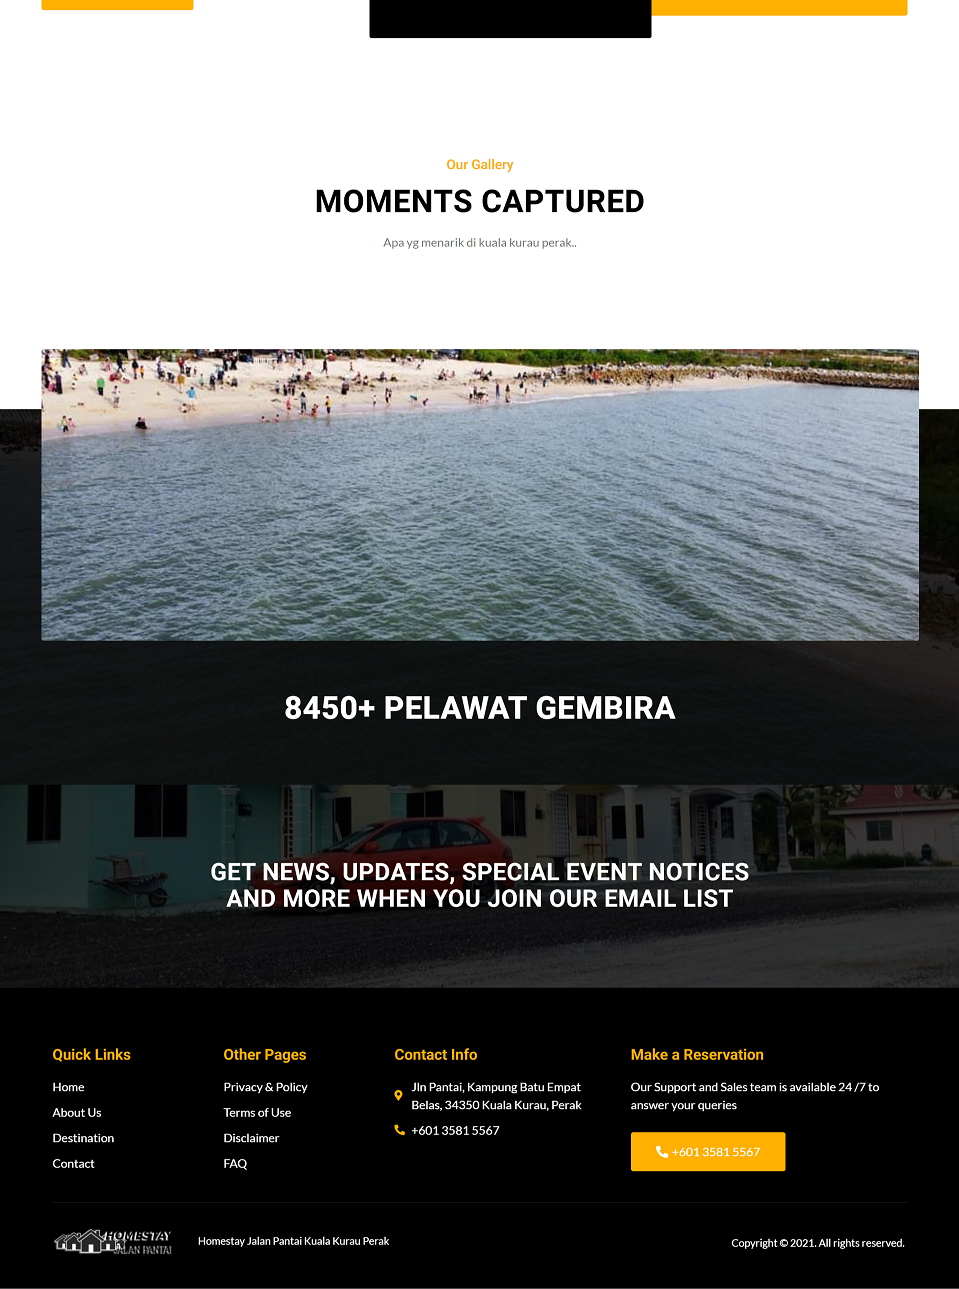 Our Gallery
MOMENTS CAPTURED
Apa yg menarik di kuala kurau perak..
8450+ PELAWAT GEMBIRA
GET NEWS, UPDATES, SPECIAL EVENT NOTICES
AND MORE WHEN YOU JOIN OUR EMAIL LIST
Quick Links
Home
About Us
Destination
Contact
Other Pages
Privacy & Policy
Terms of Use
Disclaimer
FAQ
Contact Info
Jln Pantai, Kampung Batu Empat
Belas, 34350 Kuala Kurau, Perak
+601 3581 5567
Make a Reservation
Our Support and Sales team is available 24 /7 to
answer your queries
+601 3581 5567
HOMESTAY
JALAN PANTAI
Homestay Jalan Pantai Kuala Kurau Perak
Copyright © 2021. All rights reserved.